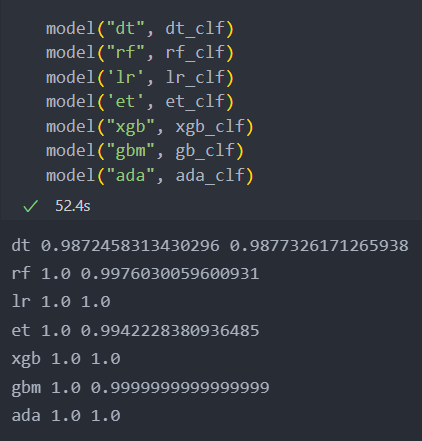 model("dt", dt_clf)
model("rf", rf_clf)
model('lr', lr_clf)
model('et', et_clf)
model("xgb", xgb_clf)
model("gbm", gb_clf)
model("ada", ada_clf)
52.4s
dt 0.9872458313430296 0.9877326171265938
rf 1.0 0.9976030059600931
lr 1.0 1.0
et 1.0 0.9942228380936485
xgb 1.0 1.0
gbm 1.0 0.9999999999999999
ada 1.0 1.0